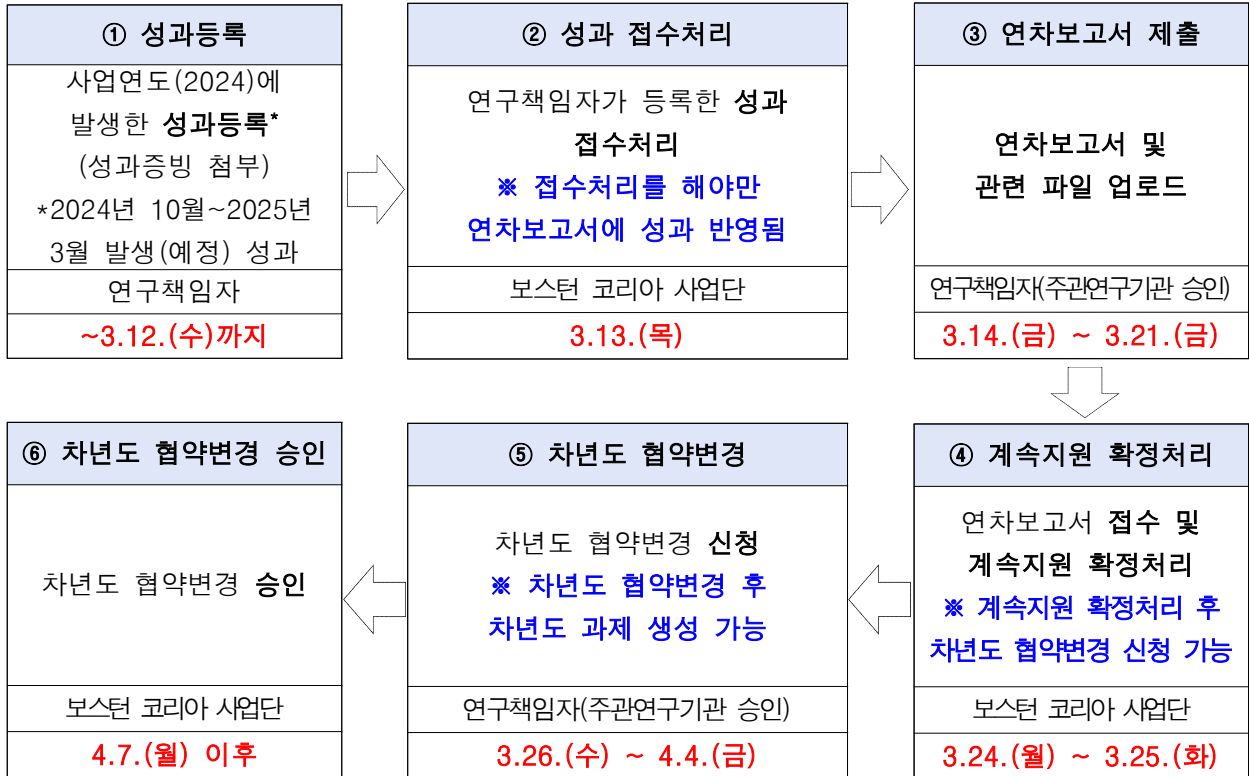 ① 성과등록
사업연도(2024)에
발생한 성과등록*
(성과증빙 첨부)
*2024년 10월~2025년
3월 발생(예정) 성과
연구책임자
~3.12.(수)까지
② 성과 접수처리
연구책임자가 등록한 성과
접수처리
※ 접수처리를 해야만
연차보고서에 성과 반영됨
보스턴 코리아 사업단
3.13.(목)
③ 연차보고서 제출
연차보고서 및
관련 파일 업로드
연구책임자(주관연구기관 승인)
3.14.(금) ~ 3.21.(금)
④ 계속지원 확정처리
연차보고서 접수 및
계속지원 확정처리
※ 계속지원 확정처리 후
차년도 협약변경 신청 가능
보스턴 코리아 사업단
3.24.(월) ~ 3.25.(화)
⑤ 차년도 협약변경
차년도 협약변경 신청
※ 차년도 협약변경 후
차년도 과제 생성 가능
연구책임자(주관연구기관 승인)
3.26.(수) ~ 4.4.(금)
⑥ 차년도 협약변경 승인
차년도 협약변경 승인
보스턴 코리아 사업단
4.7.(월) 이후